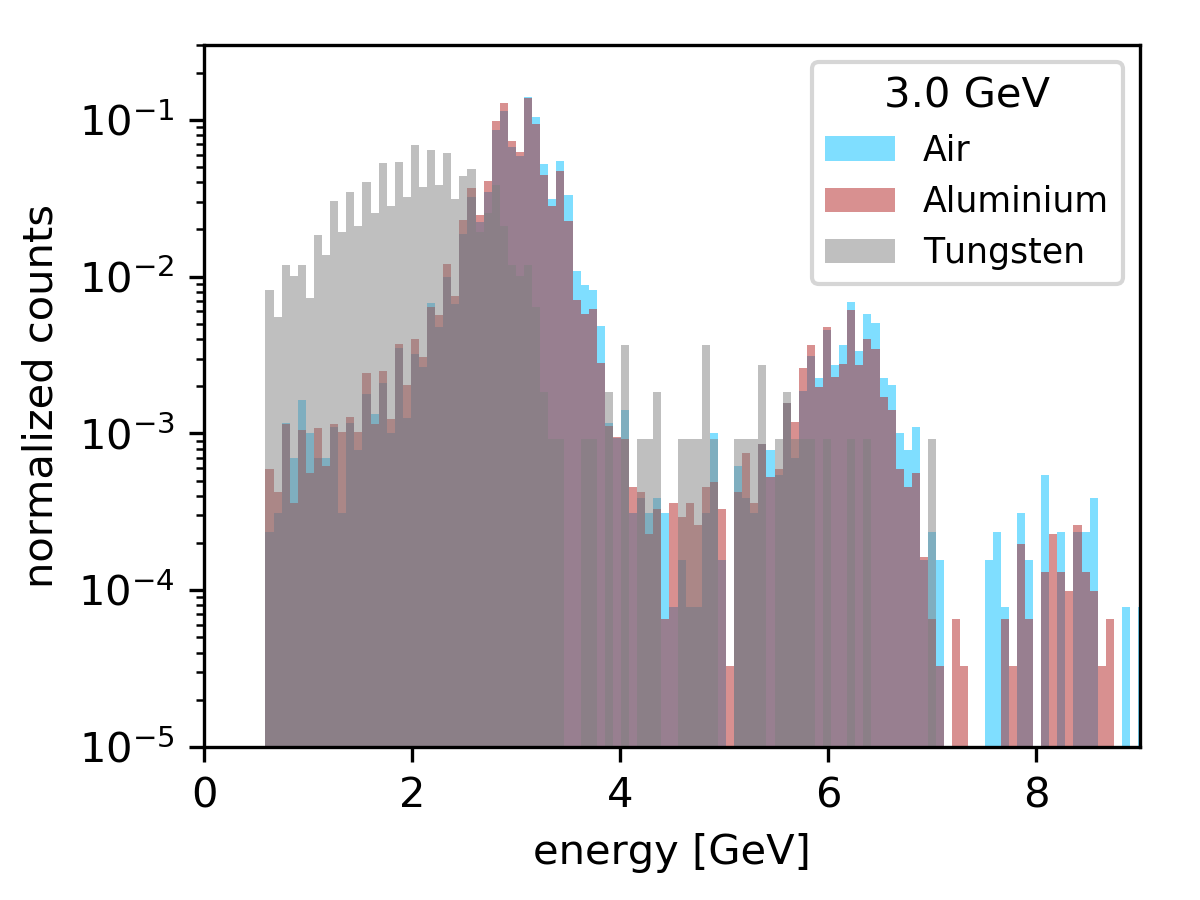 3.0 GeV
Air
Aluminium
Tungsten
normalized counts
10⁻¹
10⁻²
10⁻³
10⁻⁴
10⁻⁵
0 2 4 6 8
energy [GeV]